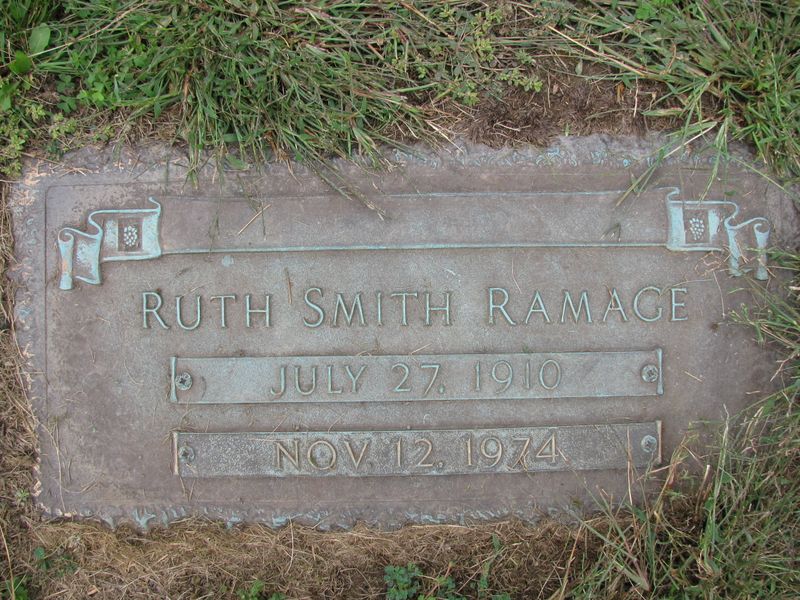 RUTH SMITH RAMAGE
JULY 27, 1910
NOV. 12, 1974